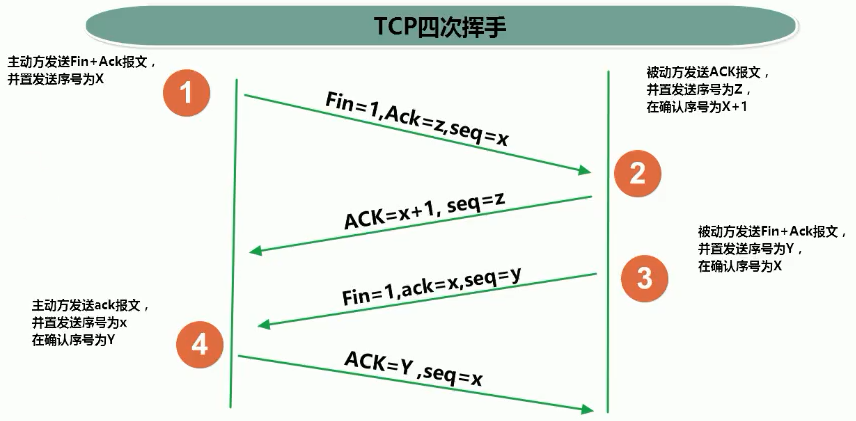 TCP四次挥手
主动方发送Fin+Ack报文，
并置发送序号为X
1
被动方发送ACK报文，
并置发送序号为Z，
在确认序号为X+1
Fin=1,Ack=z,seq=x
2
ACK=x+1, seq=z
被动方发送Fin+Ack报文，
并置发送序号为Y，
在确认序号为X
3
Fin=1,ack=x,seq=y
主动方发送ack报文，
并置发送序号为x
在确认序号为Y
4
ACK=Y ,seq=x